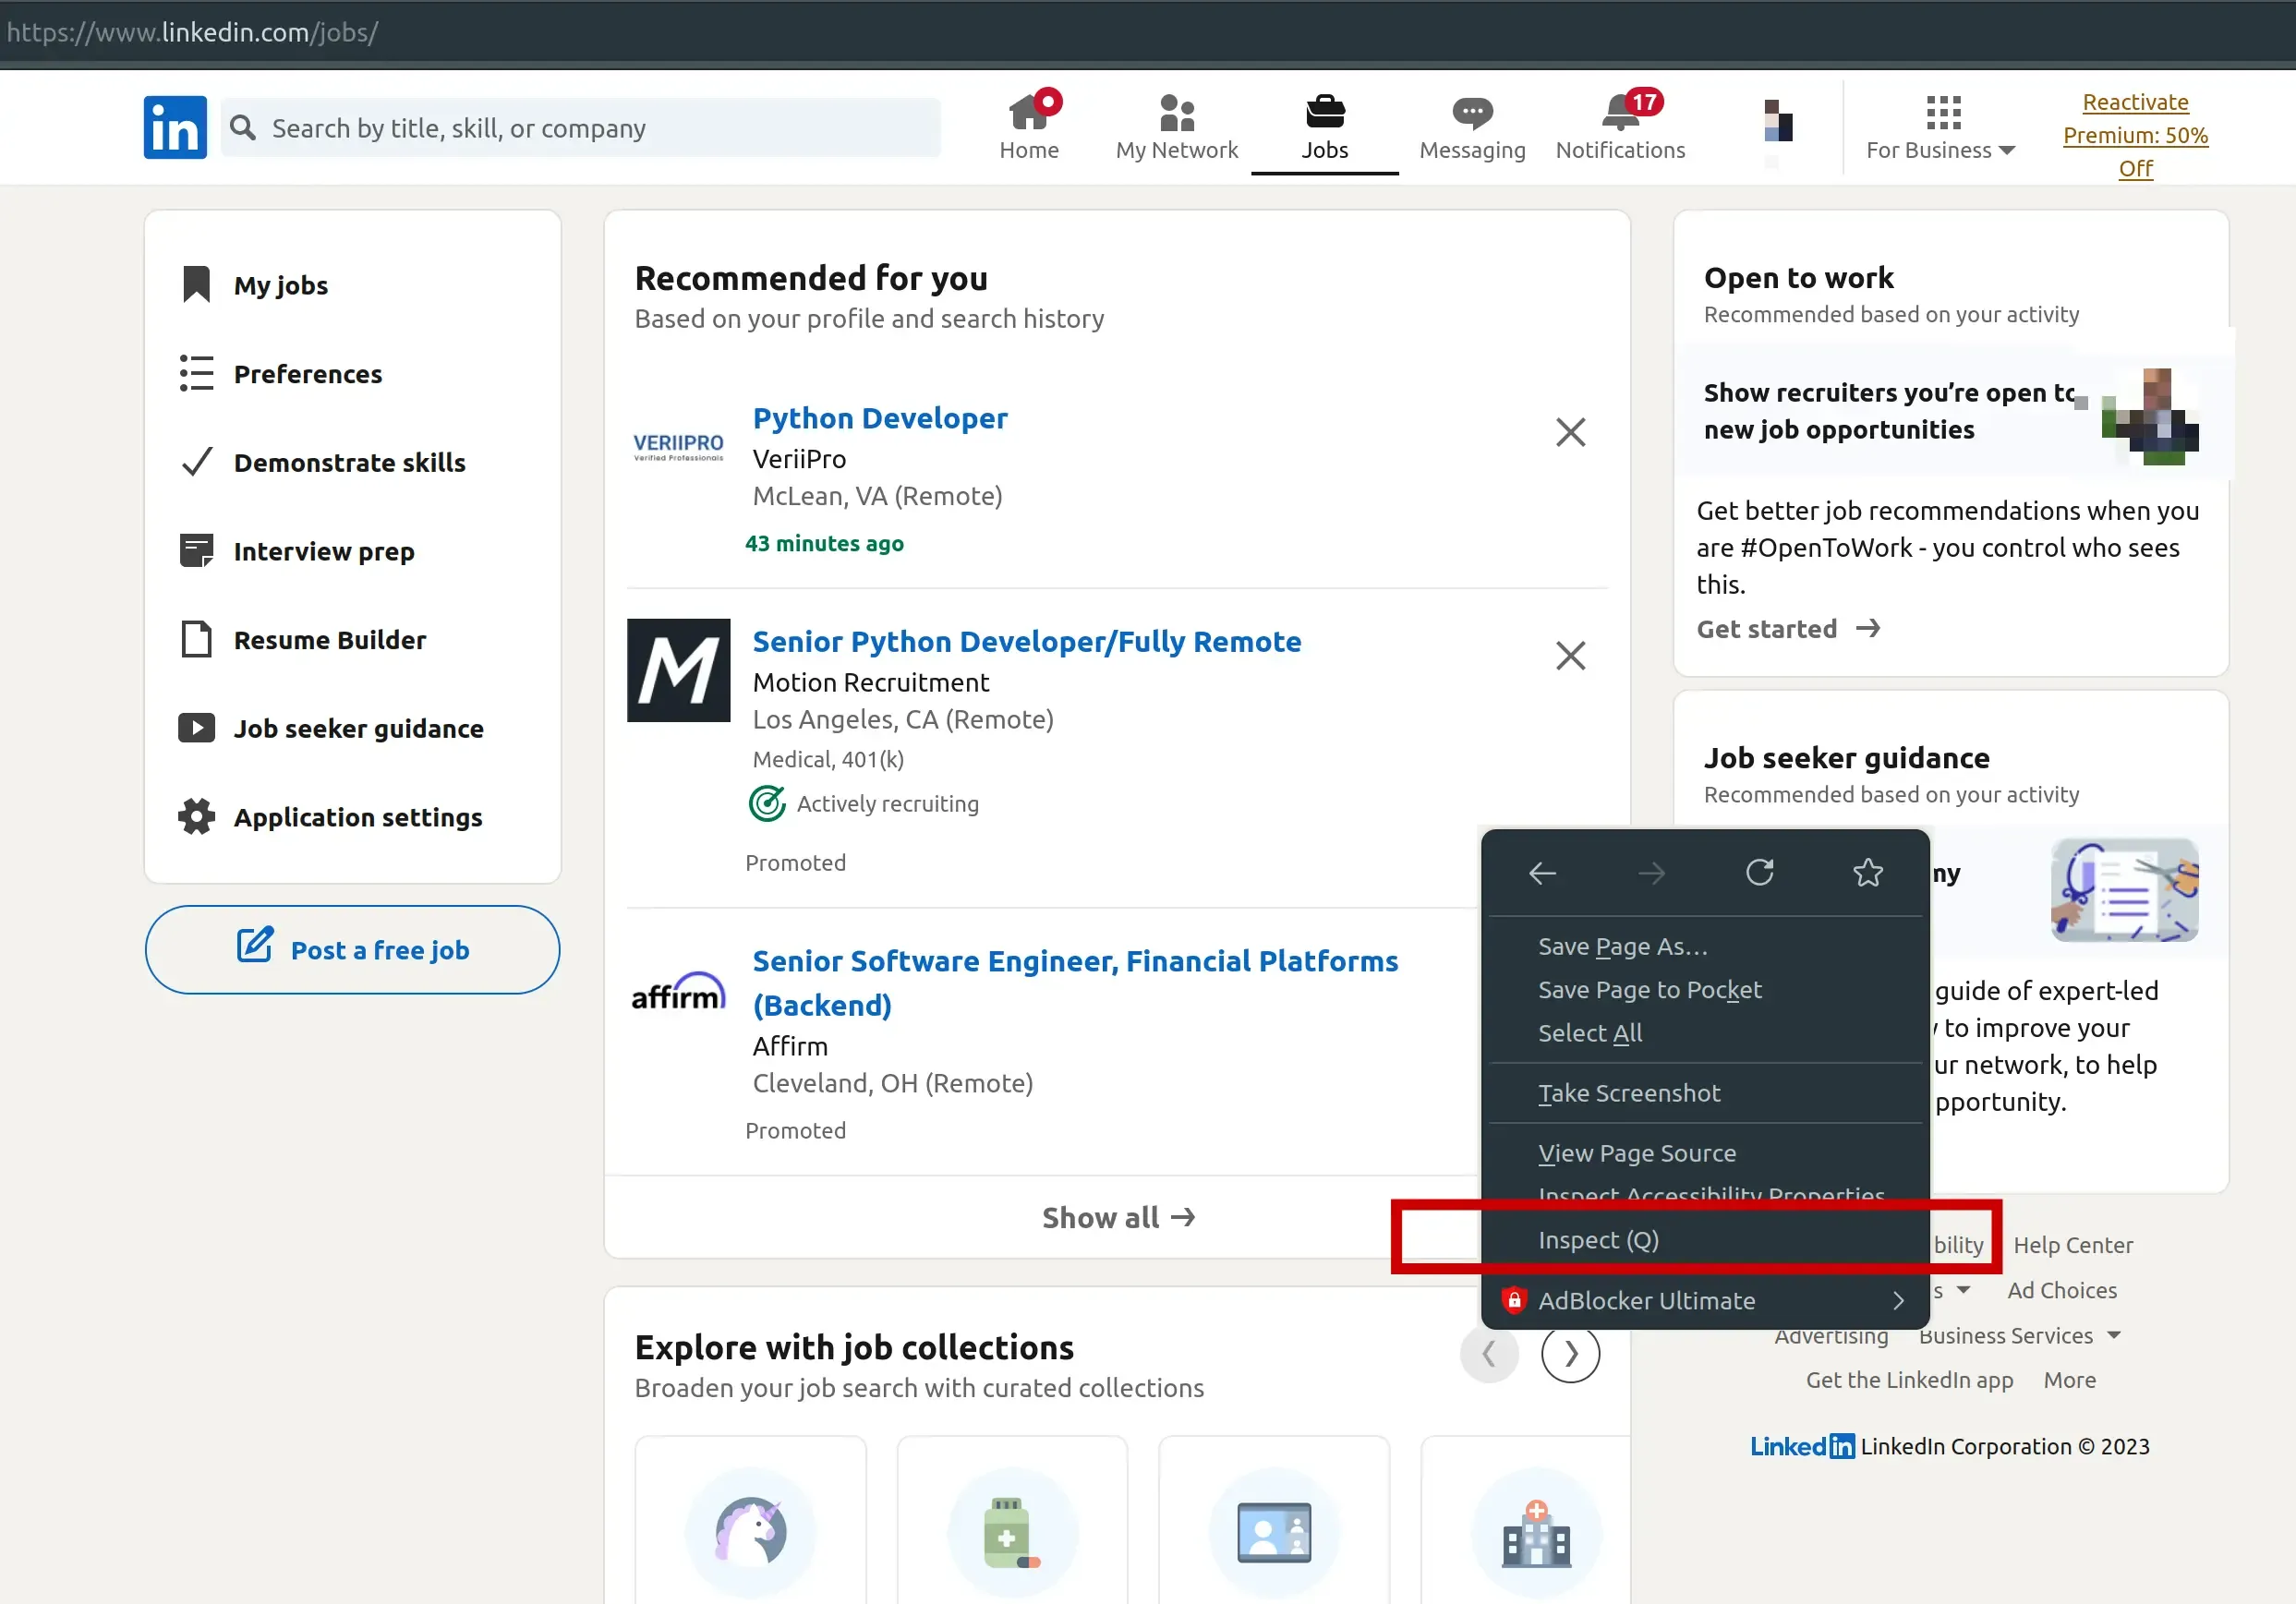 https://www.linkedin.com/jobs/
in
Search by title, skill, or company
Home
My Network
Jobs
Messaging
17
Notifications
For Business
Reactivate
Premium: 50%
Off
My jobs
Preferences
Demonstrate skills
Interview prep
Resume Builder
Job seeker guidance
Application settings
Post a free job
Recommended for you
Based on your profile and search history
VERIIPRO
Verified Professionals
Python Developer
VeriiPro
McLean, VA (Remote)
43 minutes ago
M
Senior Python Developer/Fully Remote
Motion Recruitment
Los Angeles, CA (Remote)
Medical, 401(k)
Actively recruiting
Promoted
affirm
Senior Software Engineer, Financial Platforms
(Backend)
Affirm
Cleveland, OH (Remote)
Promoted
Show all
Explore with job collections
Broaden your job search with curated collections
Open to work
Recommended based on your activity
Show recruiters you’re open to
new job opportunities
Get better job recommendations when you
are #OpenToWork - you control who sees
this.
Get started
Job seeker guidance
Recommended based on your activity
ny
guide of expert-led
to improve your
ur network, to help
pportunity.
Save Page As…
Save Page to Pocket
Select All
Take Screenshot
View Page Source
Inspect Accessibility Properties
Inspect (Q)
AdBlocker Ultimate
bility Help Center
s Ad Choices
Advertising Business Services
Get the LinkedIn app More
LinkedIn LinkedIn Corporation © 2023